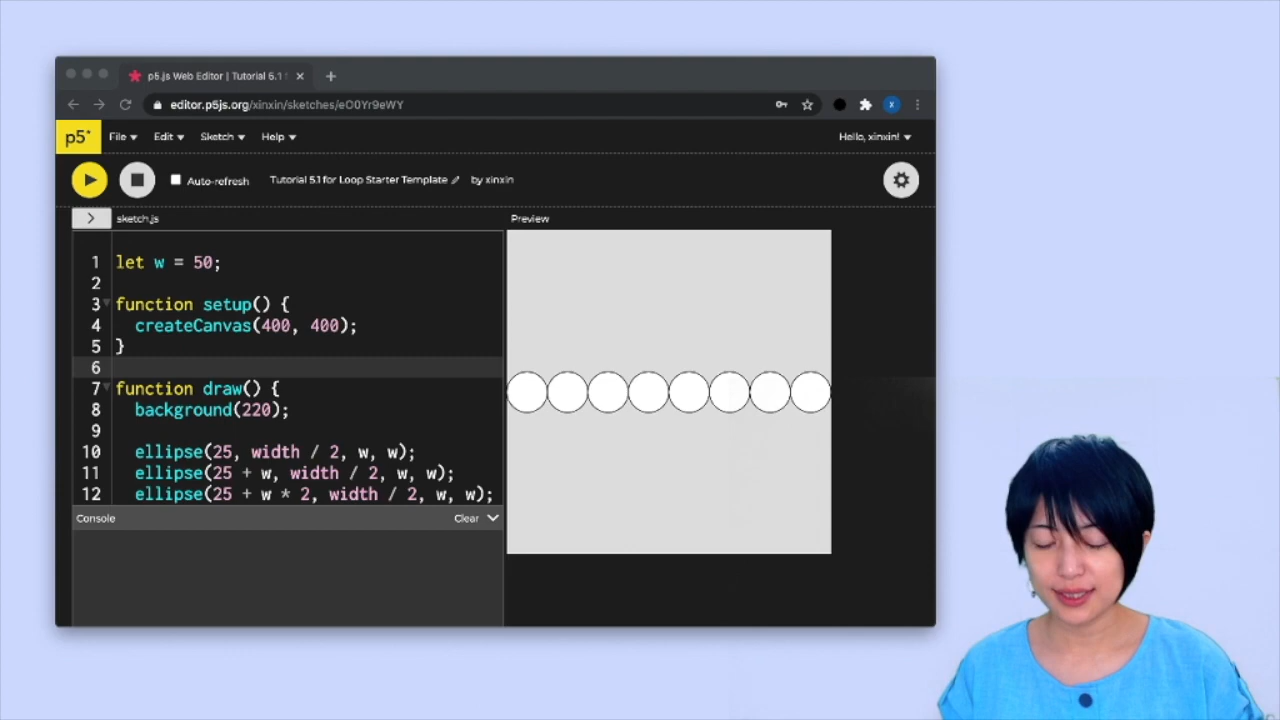 p5.js Web Editor | Tutorial 5.1
editor.p5js.org/xinxin/sketches/eO0Yr9eWY
X
p5* File Edit Sketch Help Hello, xinxin!
Auto-refresh Tutorial 5.1 for Loop Starter Template by xinxin
sketch.js Preview
1 let w = 50;
2
3 function setup() {
4 createCanvas(400, 400);
5 }
6
7 function draw() {
8 background(220);
9
10 ellipse(25, width / 2, w, w);
11 ellipse(25 + w, width / 2, w, w);
12 ellipse(25 + w * 2, width / 2, w, w);
Console Clear